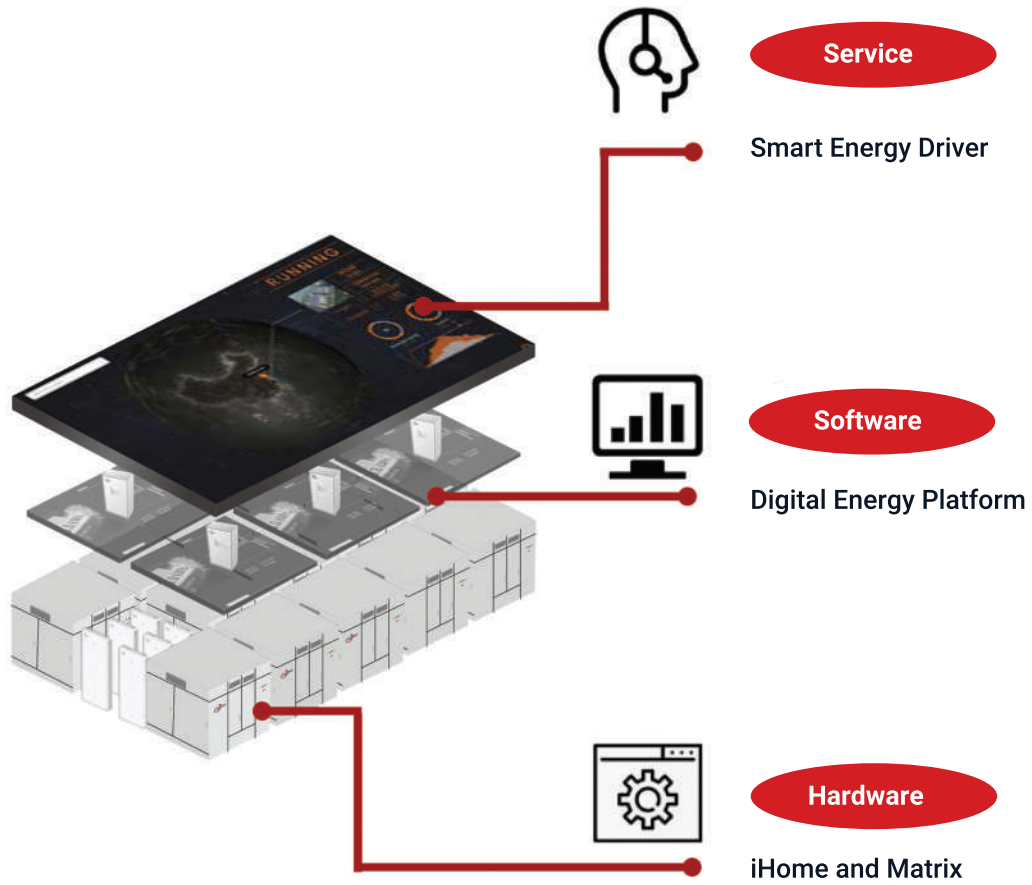 Service
Smart Energy Driver
RUNNING
Software
Digital Energy Platform
Hardware
iHome and Matrix